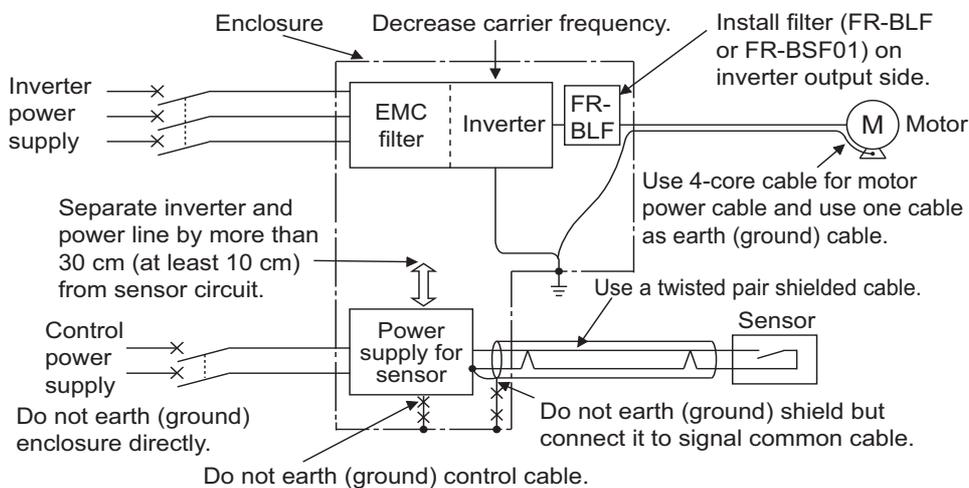 Enclosure
Decrease carrier frequency.
Install filter (FR-BLF
or FR-BSF01) on
inverter output side.
Inverter
power
supply
EMC
filter
Inverter
FR-
BLF
M
Motor
Use 4-core cable for motor
power cable and use one cable
as earth (ground) cable.
Separate inverter and
power line by more than
30 cm (at least 10 cm)
from sensor circuit.
Use a twisted pair shielded cable.
Control
power
supply
Power
supply for
sensor
Sensor
Do not earth (ground)
enclosure directly.
Do not earth (ground) shield but
connect it to signal common cable.
Do not earth (ground) control cable.